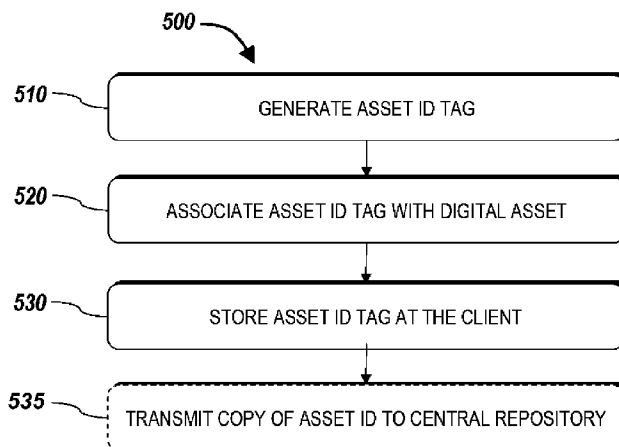 500
510
GENERATE ASSET ID TAG
520
ASSOCIATE ASSET ID TAG WITH DIGITAL ASSET
530
STORE ASSET ID TAG AT THE CLIENT
535
TRANSMIT COPY OF ASSET ID TO CENTRAL REPOSITORY